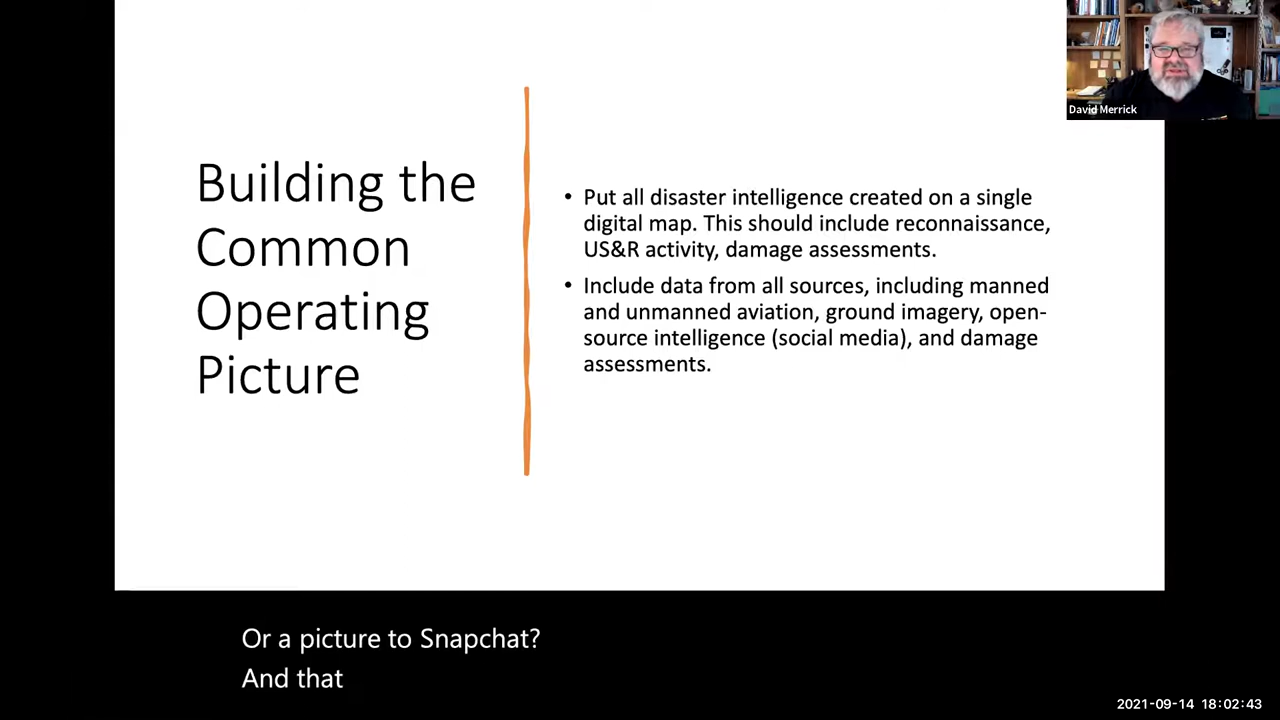 David Merrick
Building the
Common
Operating
Picture
• Put all disaster intelligence created on a single
digital map. This should include reconnaissance,
US&R activity, damage assessments.
• Include data from all sources, including manned
and unmanned aviation, ground imagery, open-
source intelligence (social media), and damage
assessments.
Or a picture to Snapchat?
And that
2021-09-14 18:02:43